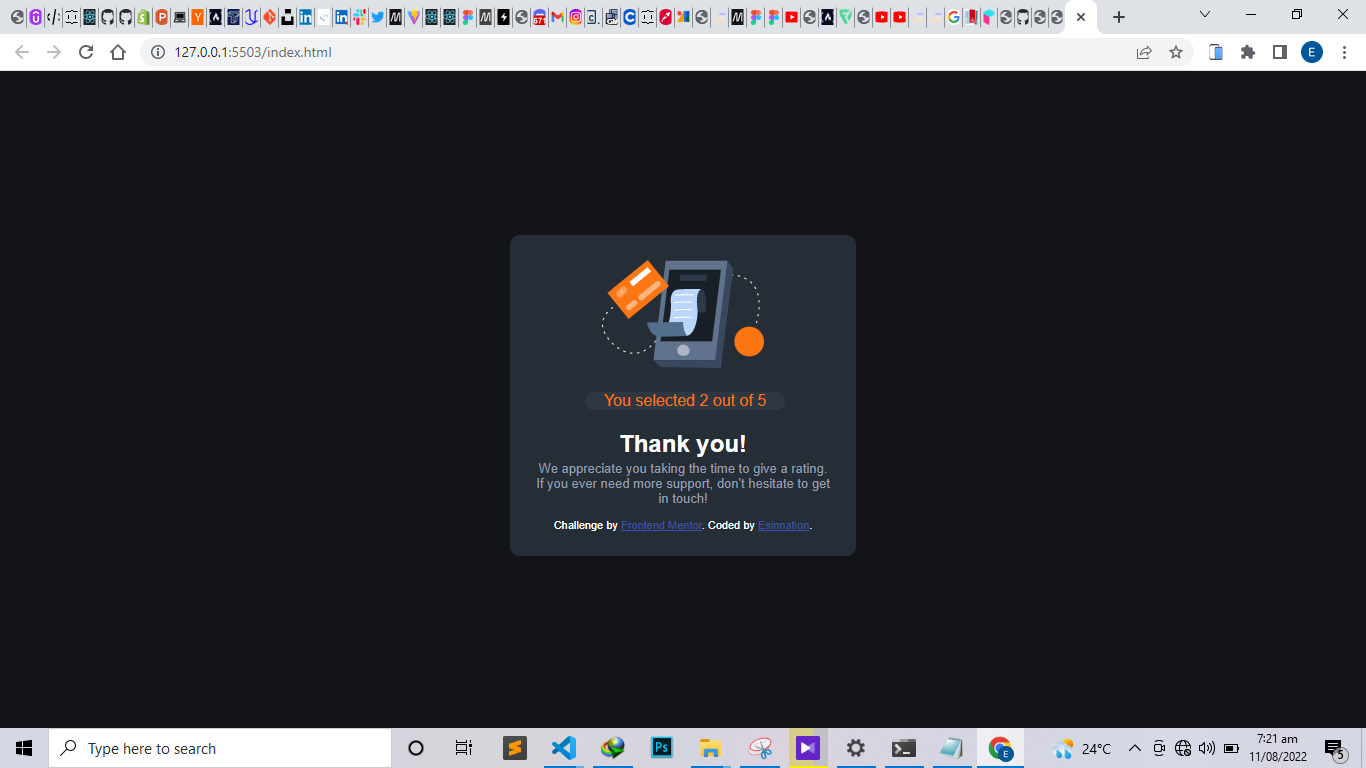 127.0.0.1:5503/index.html
E
You selected 2 out of 5
Thank you!
We appreciate you taking the time to give a rating.
If you ever need more support, don't hesitate to get
in touch!
Challenge by Frontend Mentor. Coded by Esinnation.
Type here to search
Ps
E
24°C
7:21 am
11/08/2022
5